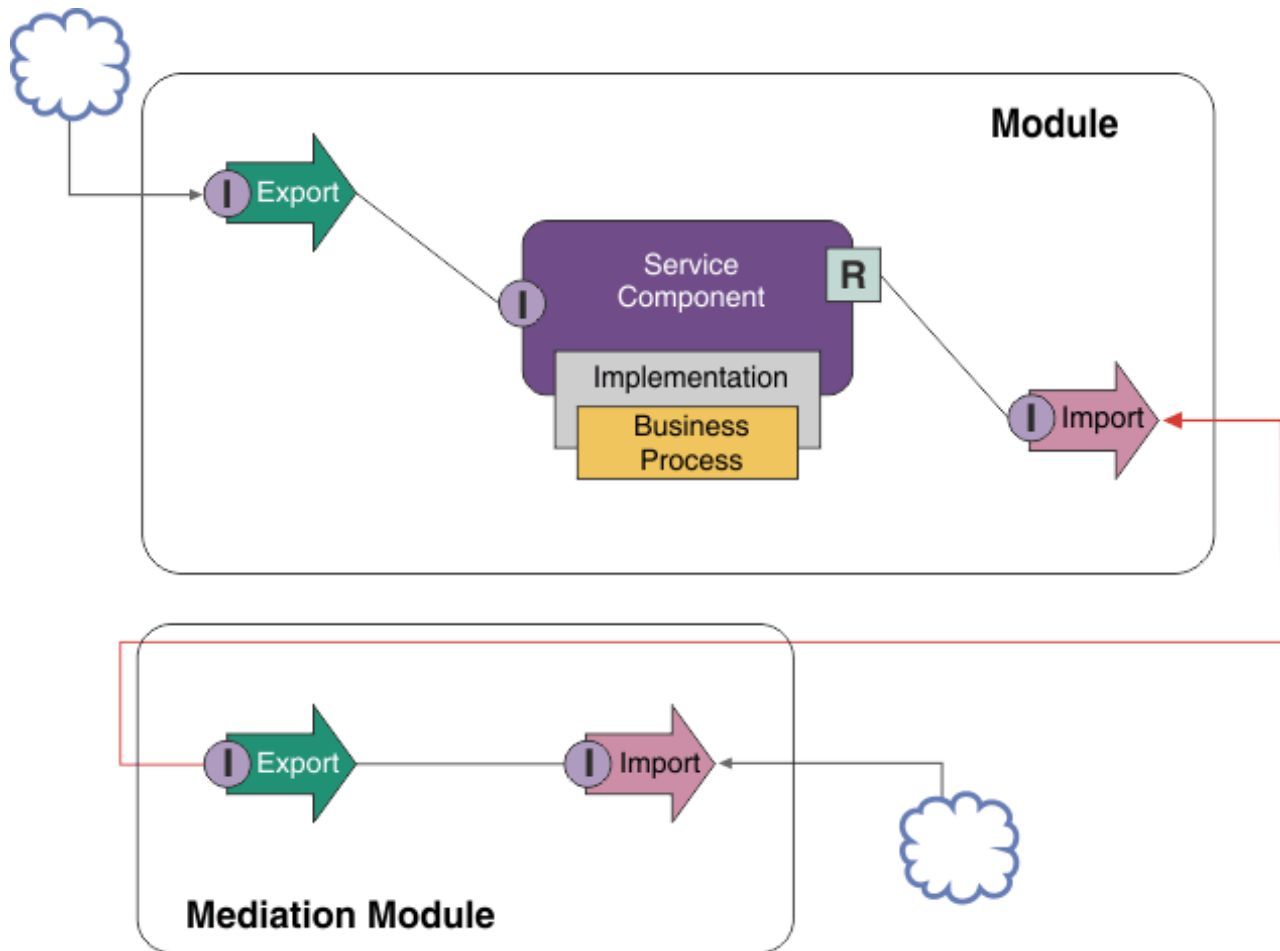 Module
I
Export
Service
Component
R
I
Implementation
Business
Process
I
Import
I
Export
I
Import
Mediation Module